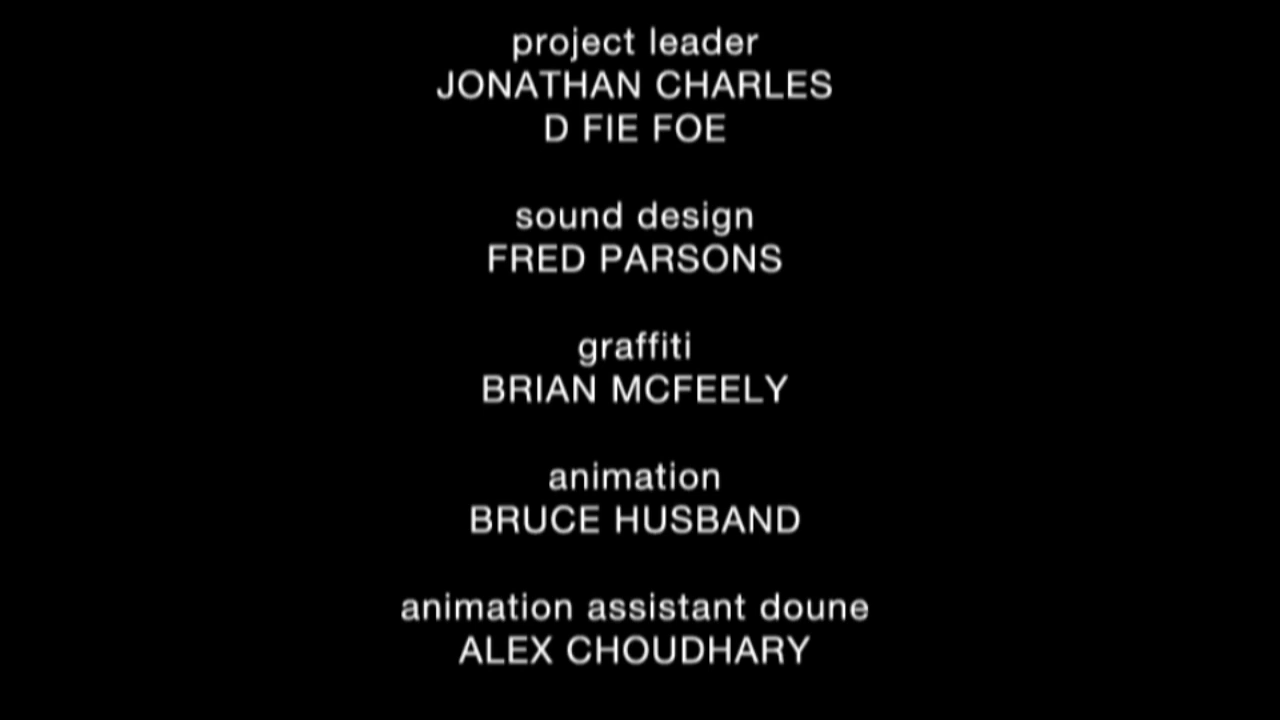 project leader
JONATHAN CHARLES
D FIE FOE
sound design
FRED PARSONS
graffiti
BRIAN MCFEELY
animation
BRUCE HUSBAND
animation assistant doune
ALEX CHOUDHARY